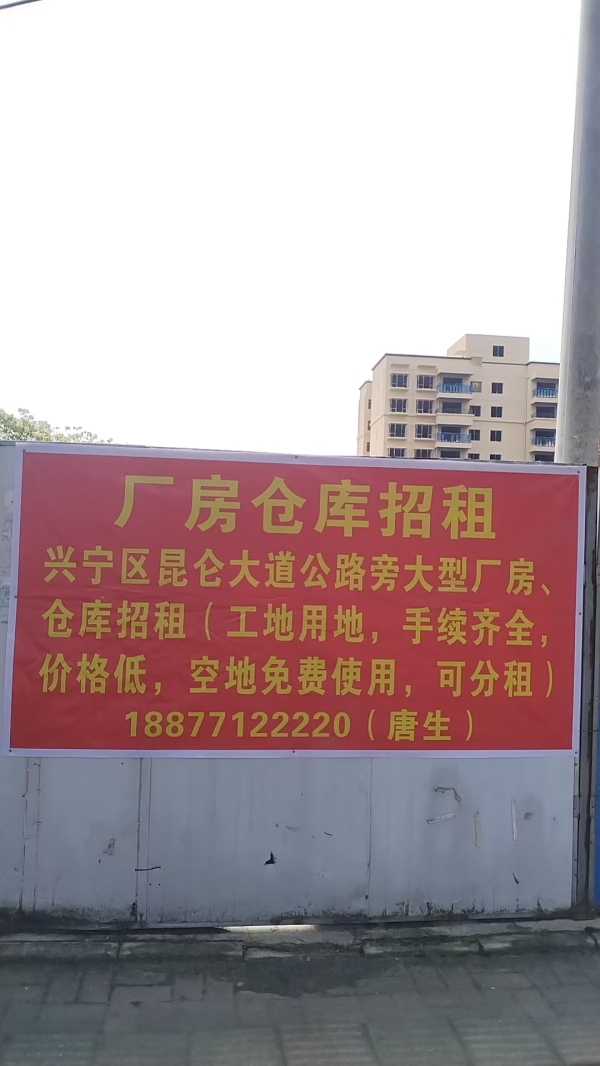 厂房仓库招租
兴宁区昆仑大道公路旁大型厂房、
仓库招租（工地用地，手续齐全，
价格低，空地免费使用，可分租）
18877122220（唐生）